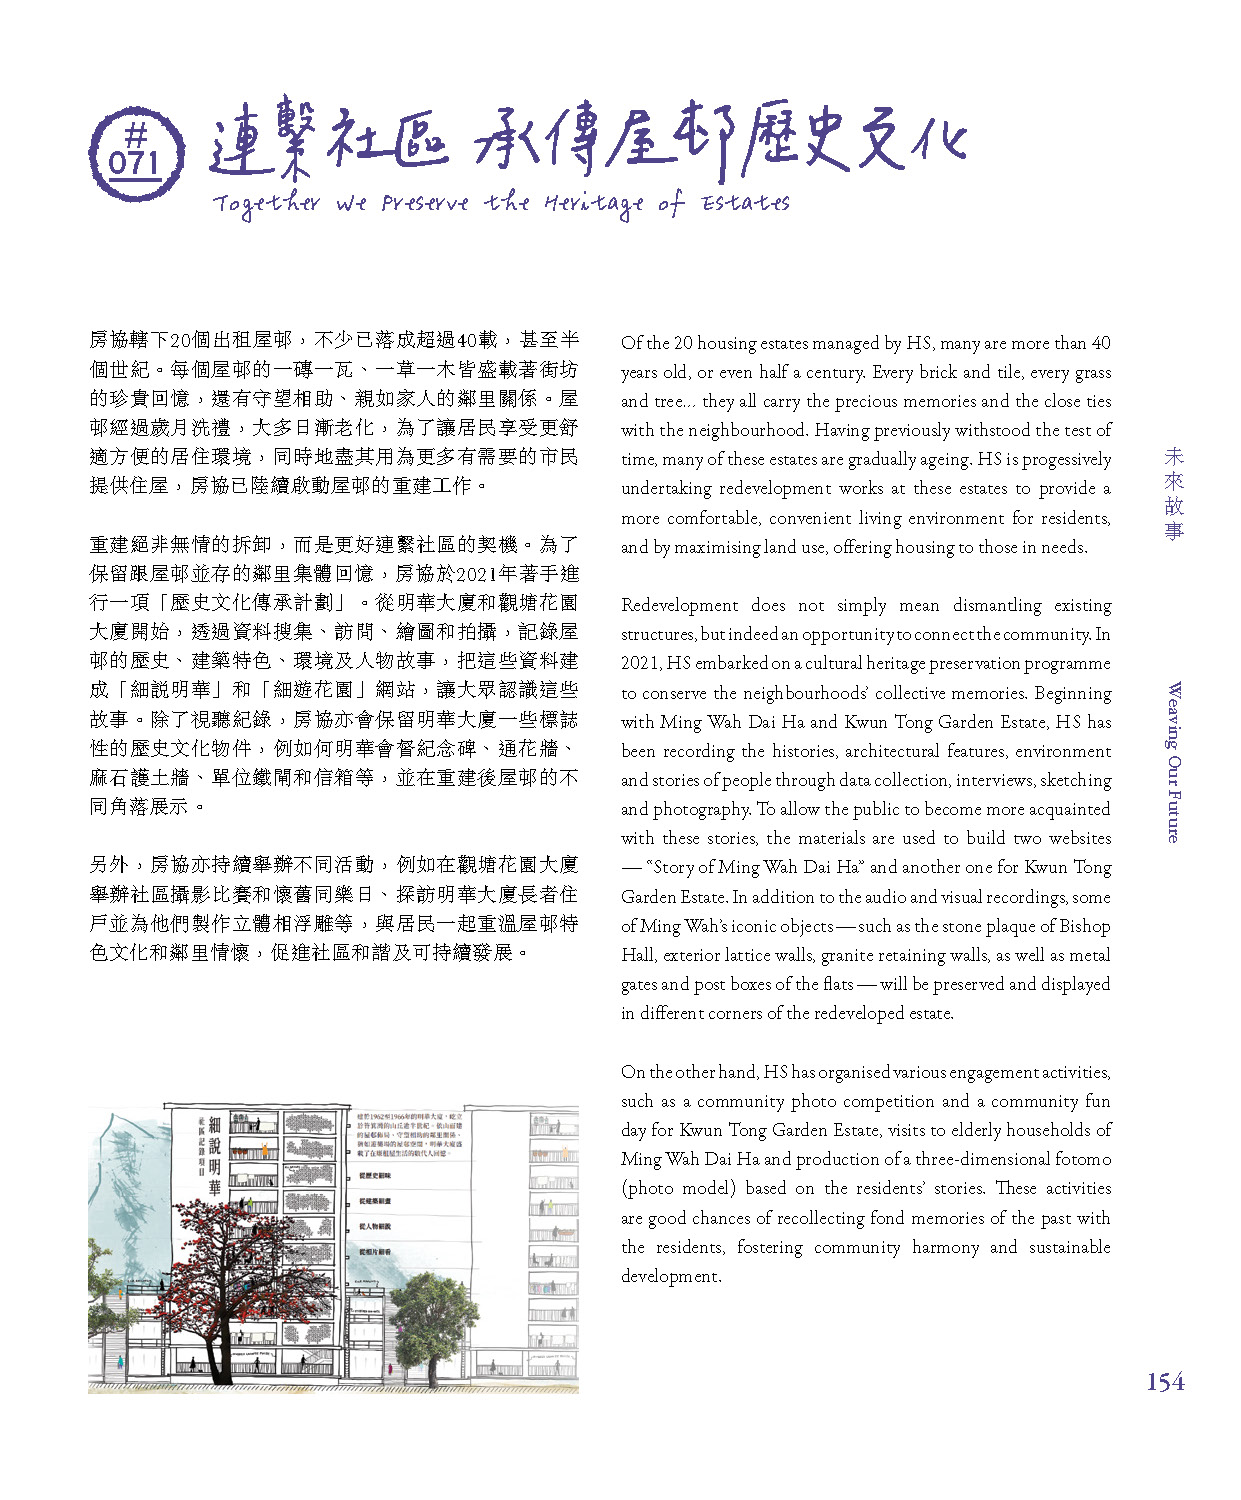 #
071
連繫社區 承傳屋邨歷史文化
Together We Preserve the Heritage of Estates
房協轄下20個出租屋邨，不少已落成超過40載，甚至半
個世紀。每個屋邨的一磚一瓦、一草一木皆盛載著街坊
的珍貴回憶，還有守望相助、親如家人的鄰里關係。屋
邨經過歲月洗禮，大多日漸老化，為了讓居民享受更舒
適方便的居住環境，同時地盡其用為更多有需要的市民
提供住屋，房協已陸續啟動屋邨的重建工作。
重建絕非無情的拆卸，而是更好連繫社區的契機。為了
保留跟屋邨並存的鄰里集體回憶，房協於2021年著手進
行一項「歷史文化傳承計劃」。從明華大廈和觀塘花園
大廈開始，透過資料搜集、訪問、繪圖和拍攝，記錄屋
邨的歷史、建築特色、環境及人物故事，把這些資料建
成「細說明華」和「細遊花園」網站，讓大眾認識這些
故事。除了視聽紀錄，房協亦會保留明華大廈一些標誌
性的歷史文化物件，例如何明華會督紀念碑、通花牆、
麻石護土牆、單位鐵閘和信箱等，並在重建後屋邨的不
同角落展示。
另外，房協亦持續舉辦不同活動，例如在觀塘花園大廈
舉辦社區攝影比賽和懷舊同樂日、探訪明華大廈長者住
戶並為他們製作立體相浮雕等，與居民一起重溫屋邨特
色文化和鄰里情懷，促進社區和諧及可持續發展。
Of the 20 housing estates managed by HS, many are more than 40
years old, or even half a century. Every brick and tile, every grass
and tree... they all carry the precious memories and the close ties
with the neighbourhood. Having previously withstood the test of
time, many of these estates are gradually ageing. HS is progessively
undertaking redevelopment works at these estates to provide a
more comfortable, convenient living environment for residents,
and by maximising land use, offering housing to those in needs.
Redevelopment does not simply mean dismantling existing
structures, but indeed an opportunity to connect the community. In
2021, HS embarked on a cultural heritage preservation programme
to conserve the neighbourhoods’ collective memories. Beginning
with Ming Wah Dai Ha and Kwun Tong Garden Estate, HS has
been recording the histories, architectural features, environment
and stories of people through data collection, interviews, sketching
and photography. To allow the public to become more acquainted
with these stories, the materials are used to build two websites
— “Story of Ming Wah Dai Ha” and another one for Kwun Tong
Garden Estate. In addition to the audio and visual recordings, some
of Ming Wah’s iconic objects — such as the stone plaque of Bishop
Hall, exterior lattice walls, granite retaining walls, as well as metal
gates and post boxes of the flats — will be preserved and displayed
in different corners of the redeveloped estate.
On the other hand, HS has organised various engagement activities,
such as a community photo competition and a community fun
day for Kwun Tong Garden Estate, visits to elderly households of
Ming Wah Dai Ha and production of a three-dimensional fotomo
(photo model) based on the residents’ stories. These activities
are good chances of recollecting fond memories of the past with
the residents, fostering community harmony and sustainable
development.
未來故事
Weaving Our Future
細說明華
社區記錄項目
建於1962至1966年的明華大廈，屹立
從歷史細味
從建築細畫
從人物細說
從相片細看
154